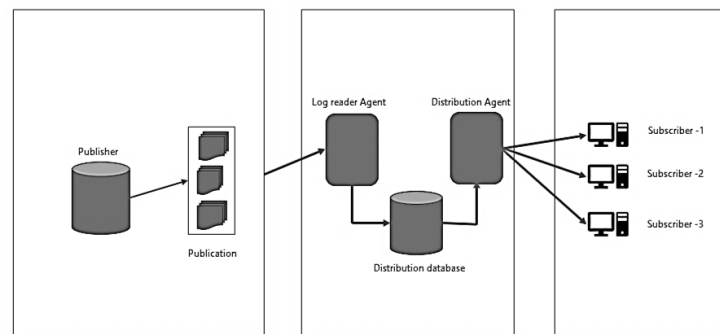 Publisher
Publication
Log reader Agent
Distribution Agent
Distribution database
Subscriber -1
Subscriber -2
Subscriber -3